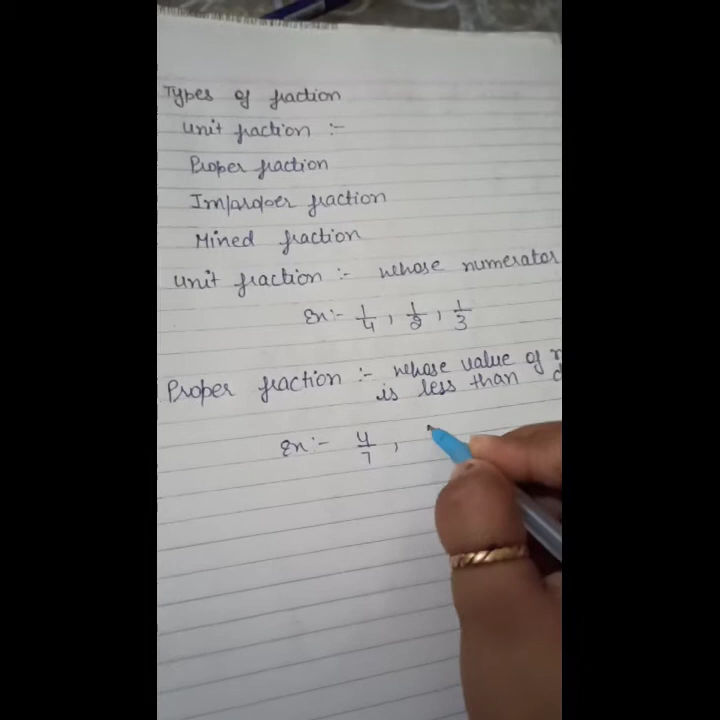 Types of fraction
Unit fraction :-
Proper fraction
Improper fraction
Mixed fraction
Unit fraction :- whose numerator
Ex:- 1/4, 1/2, 1/3
Proper fraction :- whose value of
is less than
Ex:- 4/7,